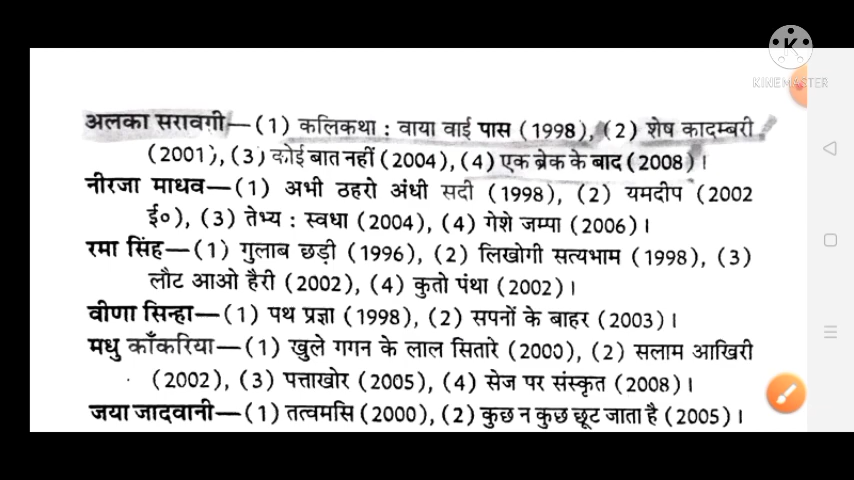 KINEMASTER
अलका सरावगी—(1) कलिकथा : वाया वाई पास (1998), (2) शेष कादम्बरी
(2001), (3) कोई बात नहीं (2004), (4) एक ब्रेक के बाद (2008)।
नीरजा माधव—(1) अभी ठहरो अंधी सदी (1998), (2) यमदीप (2002
ई०), (3) तेभ्य : स्वधा (2004), (4) गेशे जम्पा (2006)।
रमा सिंह—(1) गुलाब छड़ी (1996), (2) लिखोगी सत्यभाम (1998), (3)
लौट आओ हैरी (2002), (4) कुतो पंथा (2002)।
वीणा सिन्हा—(1) पथ प्रज्ञा (1998), (2) सपनों के बाहर (2003)।
मधु काँकरिया—(1) खुले गगन के लाल सितारे (2000), (2) सलाम आखिरी
(2002), (3) पत्ताखोर (2005), (4) सेज पर संस्कृत (2008)।
जया जादवानी—(1) तत्वमसि (2000), (2) कुछ न कुछ छूट जाता है (2005)।